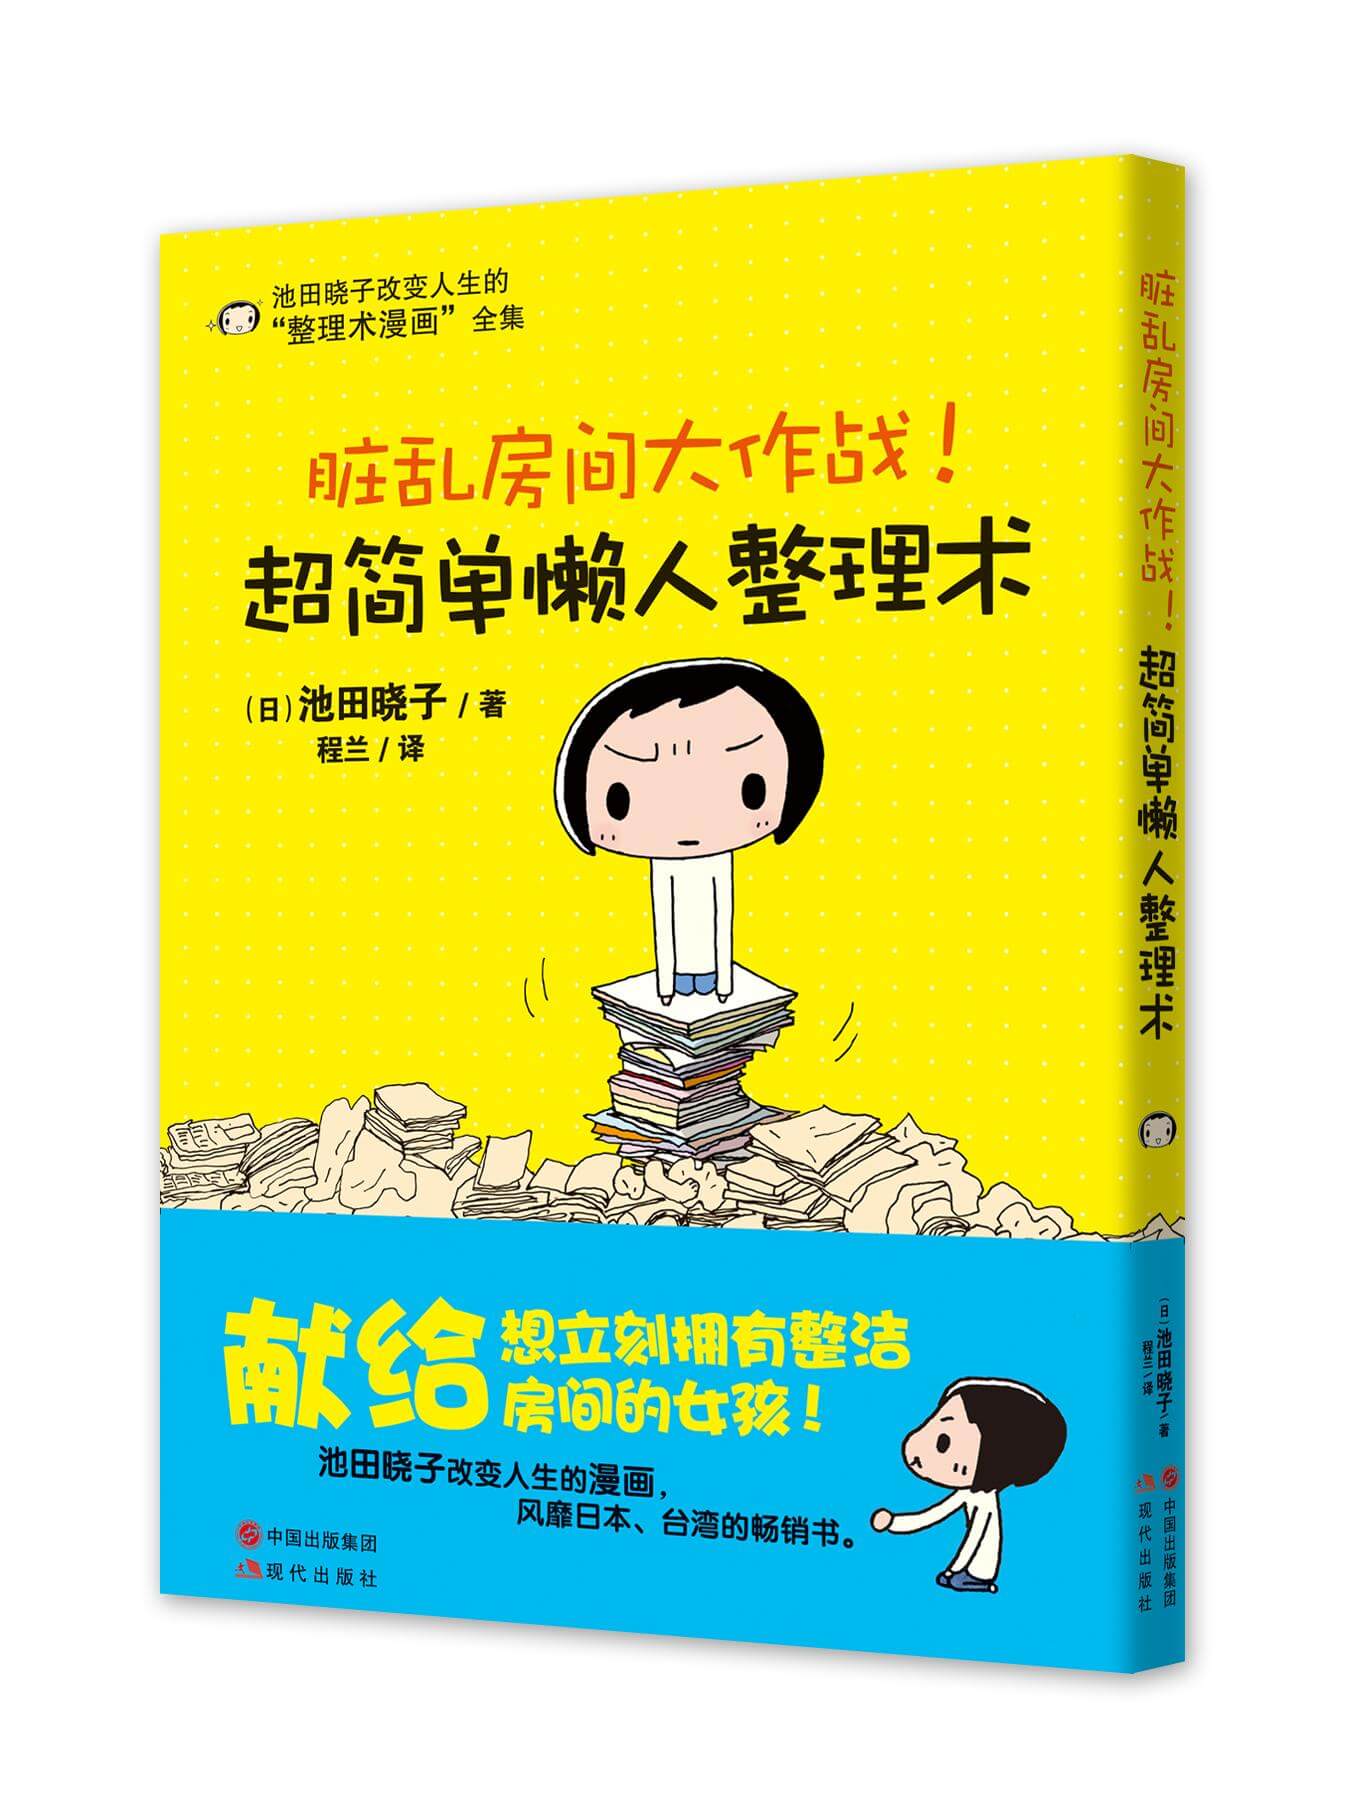 池田晓子改变人生的
“整理术漫画”全集
脏乱房间大作战！
超简单懒人整理术
（日）池田晓子／著
程兰／译
献给
想立刻拥有整洁
房间的女孩！
池田晓子改变人生的漫画，
风靡日本、台湾的畅销书。
中国出版集团
现代出版社
脏乱房间大作战！超简单懒人整理术
（日）池田晓子／著
程兰／译
中国出版集团
现代出版社